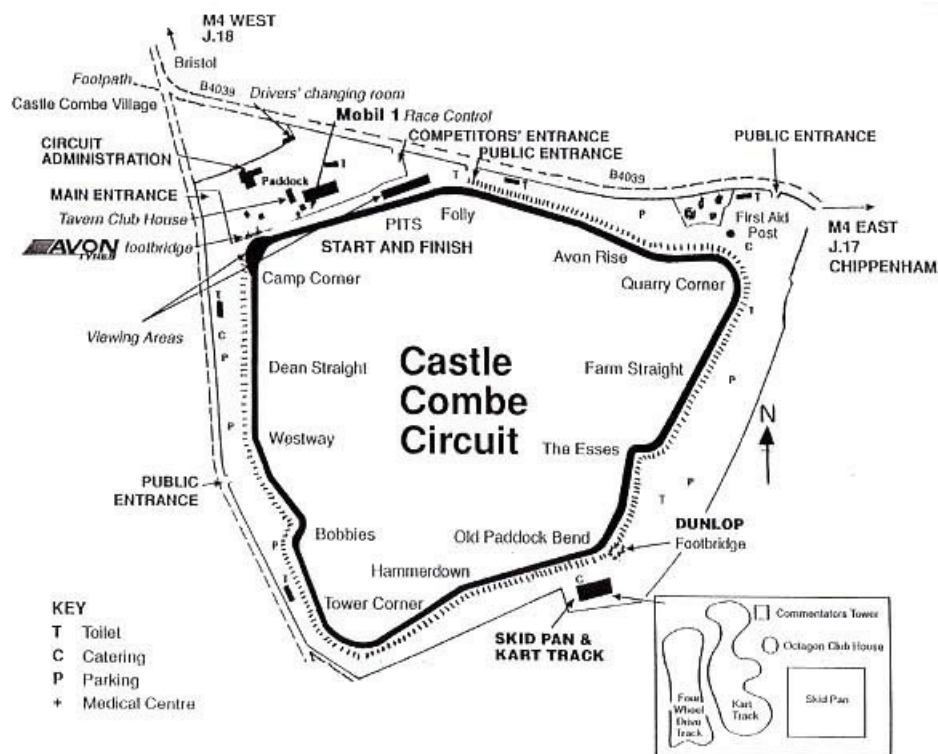 M4 WEST
J.18
Bristol
Footpath
Castle Combe Village
B4039
Drivers' changing room
Mobil 1 Race Control
COMPETITORS' ENTRANCE
PUBLIC ENTRANCE
PUBLIC ENTRANCE
CIRCUIT
ADMINISTRATION
T
Paddock
MAIN ENTRANCE
Tavern Club House
AVON
TYRES
footbridge
PITS
Folly
START AND FINISH
T
T
B4039
P
T
First Aid
Post
C
M4 EAST
J.17
CHIPPENHAM
Avon Rise
Quarry Corner
Camp Corner
T
C
P
Viewing Areas
T
Dean Straight
Castle
Combe
Circuit
Farm Straight
P
N
P
Westway
The Esses
P
T
PUBLIC
ENTRANCE
Bobbies
P
Old Paddock Bend
DUNLOP
Footbridge
Hammerdown
C
T
Tower Corner
SKID PAN &
KART TRACK
KEY
T Toilet
C Catering
P Parking
+ Medical Centre
Commentators Tower
Octagon Club House
Four
Wheel
Drive
Track
Kart
Track
Skid Pan